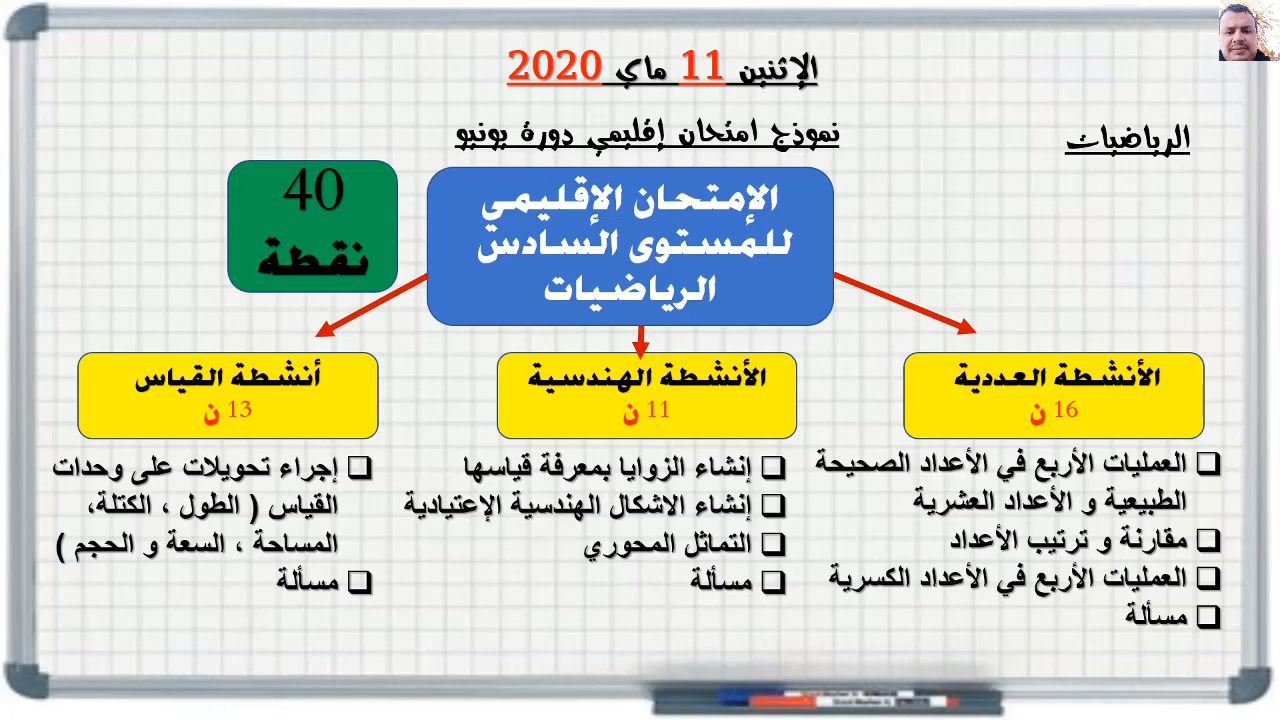 الإثنين 11 ماي 2020
الرياضيات
نموذج امتحان إقليمي دورة يونيو
الإمتحان الإقليمي
للمستوى السادس
الرياضيات
40
نقطة
الأنشطة العددية
16 ن
العمليات الأربع في الأعداد الصحيحة
الطبيعية و الأعداد العشرية
مقارنة و ترتيب الأعداد
العمليات الأربع في الأعداد الكسرية
مسألة
الأنشطة الهندسية
11 ن
إنشاء الزوايا بمعرفة قياسها
إنشاء الاشكال الهندسية الإعتيادية
التماثل المحوري
مسألة
أنشطة القياس
13 ن
إجراء تحويلات على وحدات
القياس ( الطول ، الكتلة،
المساحة ، السعة و الحجم )
مسألة